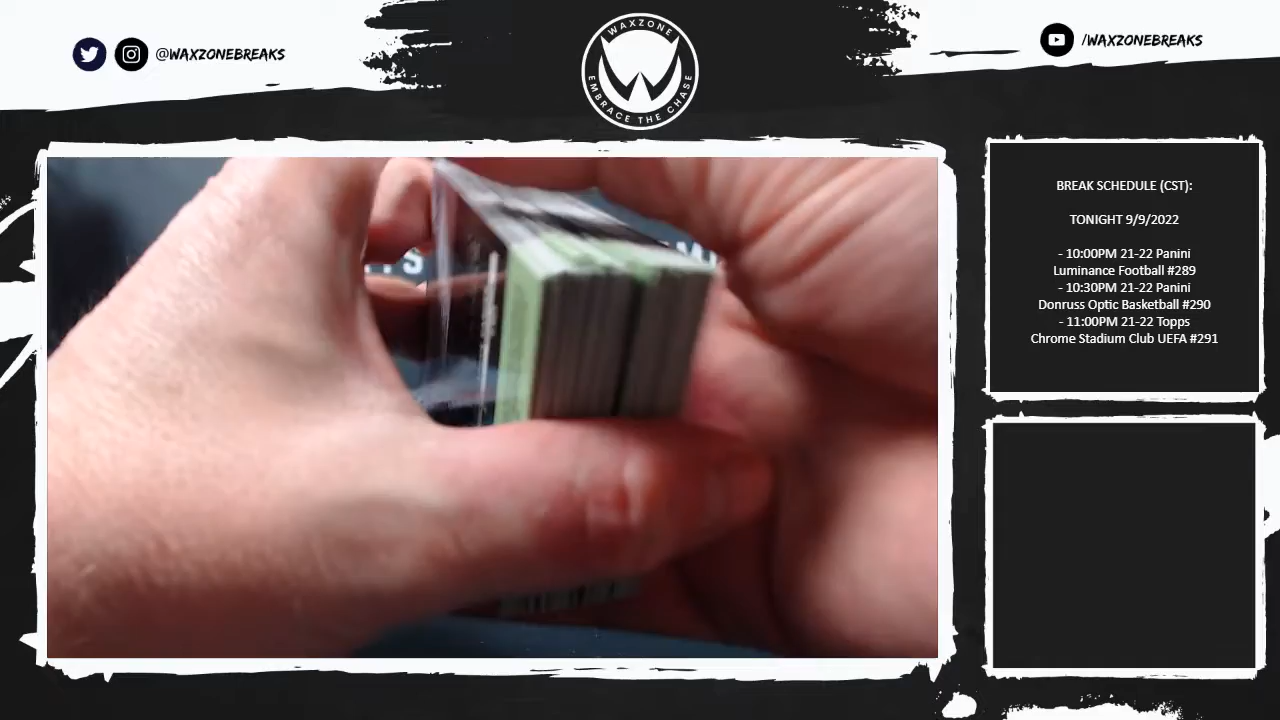 @WAXZONEBREAKS
WAXZONE
EMBRACE THE CHASE
/WAXZONEBREAKS
BREAK SCHEDULE (CST):
TONIGHT 9/9/2022
- 10:00PM 21-22 Panini
Luminance Football #289
- 10:30PM 21-22 Panini
Donruss Optic Basketball #290
- 11:00PM 21-22 Topps
Chrome Stadium Club UEFA #291